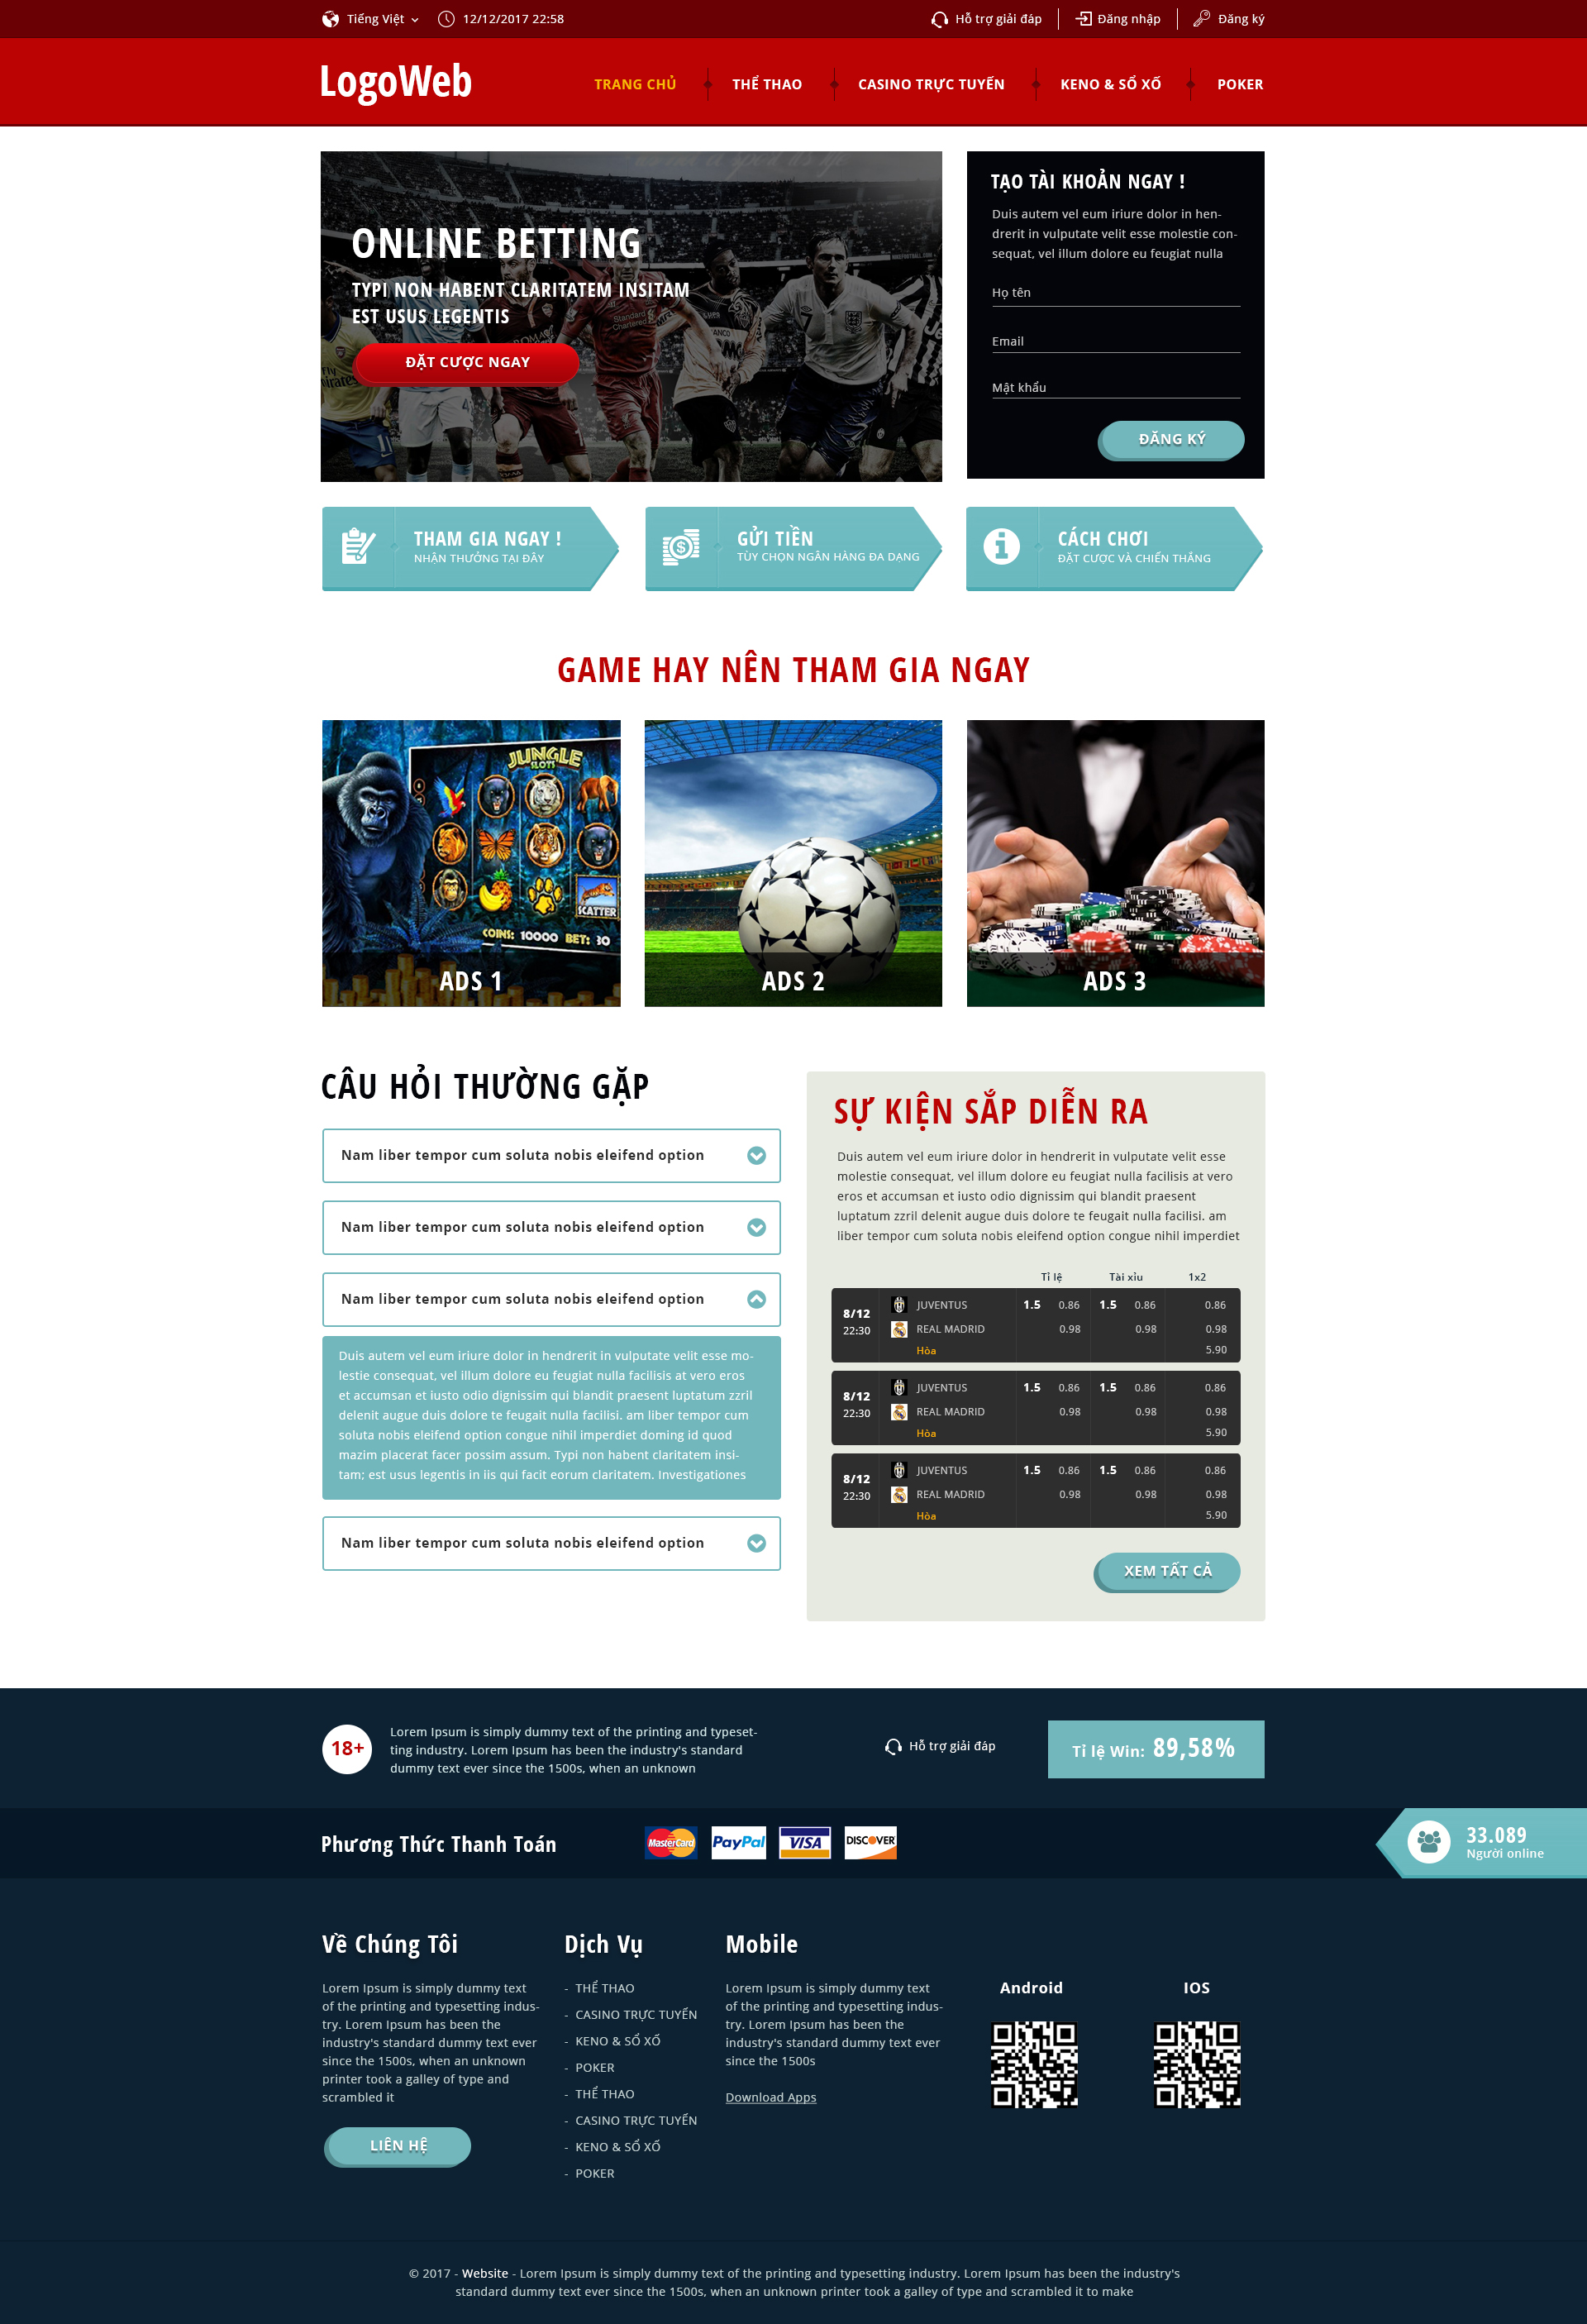 Tiếng Việt
12/12/2017 22:58
Hỗ trợ giải đáp
Đăng nhập
Đăng ký
LogoWeb
TRANG CHỦ
THỂ THAO
CASINO TRỰC TUYẾN
KENO & SỔ XỐ
POKER
ONLINE BETTING
TYPI NON HABENT CLARITATEM INSITAM
EST USUS LEGENTIS
ĐẶT CƯỢC NGAY
TẠO TÀI KHOẢN NGAY !
Duis autem vel eum iriure dolor in hen-
drerit in vulputate velit esse molestie con-
sequat, vel illum dolore eu feugiat nulla
Họ tên
Email
Mật khẩu
ĐĂNG KÝ
THAM GIA NGAY !
NHẬN THƯỞNG TẠI ĐÂY
GỬI TIỀN
TÙY CHỌN NGÂN HÀNG ĐA DẠNG
CÁCH CHƠI
ĐẶT CƯỢC VÀ CHIẾN THẮNG
GAME HAY NÊN THAM GIA NGAY
JUNGLE
SLOTS
SCATTER
COINS: 10000 BET: 30
ADS 1
ADS 2
ADS 3
CÂU HỎI THƯỜNG GẶP
Nam liber tempor cum soluta nobis eleifend option
Nam liber tempor cum soluta nobis eleifend option
Nam liber tempor cum soluta nobis eleifend option
Duis autem vel eum iriure dolor in hendrerit in vulputate velit esse mo-
lestie consequat, vel illum dolore eu feugiat nulla facilisis at vero eros
et accumsan et iusto odio dignissim qui blandit praesent luptatum zzril
delenit augue duis dolore te feugait nulla facilisi. am liber tempor cum
soluta nobis eleifend option congue nihil imperdiet doming id quod
mazim placerat facer possim assum. Typi non habent claritatem insi-
tam; est usus legentis in iis qui facit eorum claritatem. Investigationes
Nam liber tempor cum soluta nobis eleifend option
SỰ KIỆN SẮP DIỄN RA
Duis autem vel eum iriure dolor in hendrerit in vulputate velit esse
molestie consequat, vel illum dolore eu feugiat nulla facilisis at vero
eros et accumsan et iusto odio dignissim qui blandit praesent
luptatum zzril delenit augue duis dolore te feugait nulla facilisi. am
liber tempor cum soluta nobis eleifend option congue nihil imperdiet
Tỉ lệ Tài xỉu 1x2
8/12
22:30
JUVENTUS 1.5 0.86 1.5 0.86 0.86
REAL MADRID 0.98 0.98 0.98
Hòa 5.90
8/12
22:30
JUVENTUS 1.5 0.86 1.5 0.86 0.86
REAL MADRID 0.98 0.98 0.98
Hòa 5.90
8/12
22:30
JUVENTUS 1.5 0.86 1.5 0.86 0.86
REAL MADRID 0.98 0.98 0.98
Hòa 5.90
XEM TẤT CẢ
18+
Lorem Ipsum is simply dummy text of the printing and typeset-
ting industry. Lorem Ipsum has been the industry's standard
dummy text ever since the 1500s, when an unknown
Hỗ trợ giải đáp
Tỉ lệ Win: 89,58%
Phương Thức Thanh Toán
MasterCard
PayPal
VISA
DISCOVER
33.089
Người online
Về Chúng Tôi
Lorem Ipsum is simply dummy text
of the printing and typesetting indus-
try. Lorem Ipsum has been the
industry's standard dummy text ever
since the 1500s, when an unknown
printer took a galley of type and
scrambled it
LIÊN HỆ
Dịch Vụ
- THỂ THAO
- CASINO TRỰC TUYẾN
- KENO & SỔ XỐ
- POKER
- THỂ THAO
- CASINO TRỰC TUYẾN
- KENO & SỔ XỐ
- POKER
Mobile
Lorem Ipsum is simply dummy text
of the printing and typesetting indus-
try. Lorem Ipsum has been the
industry's standard dummy text ever
since the 1500s
Download Apps
Android
IOS
© 2017 - Website - Lorem Ipsum is simply dummy text of the printing and typesetting industry. Lorem Ipsum has been the industry's
standard dummy text ever since the 1500s, when an unknown printer took a galley of type and scrambled it to make